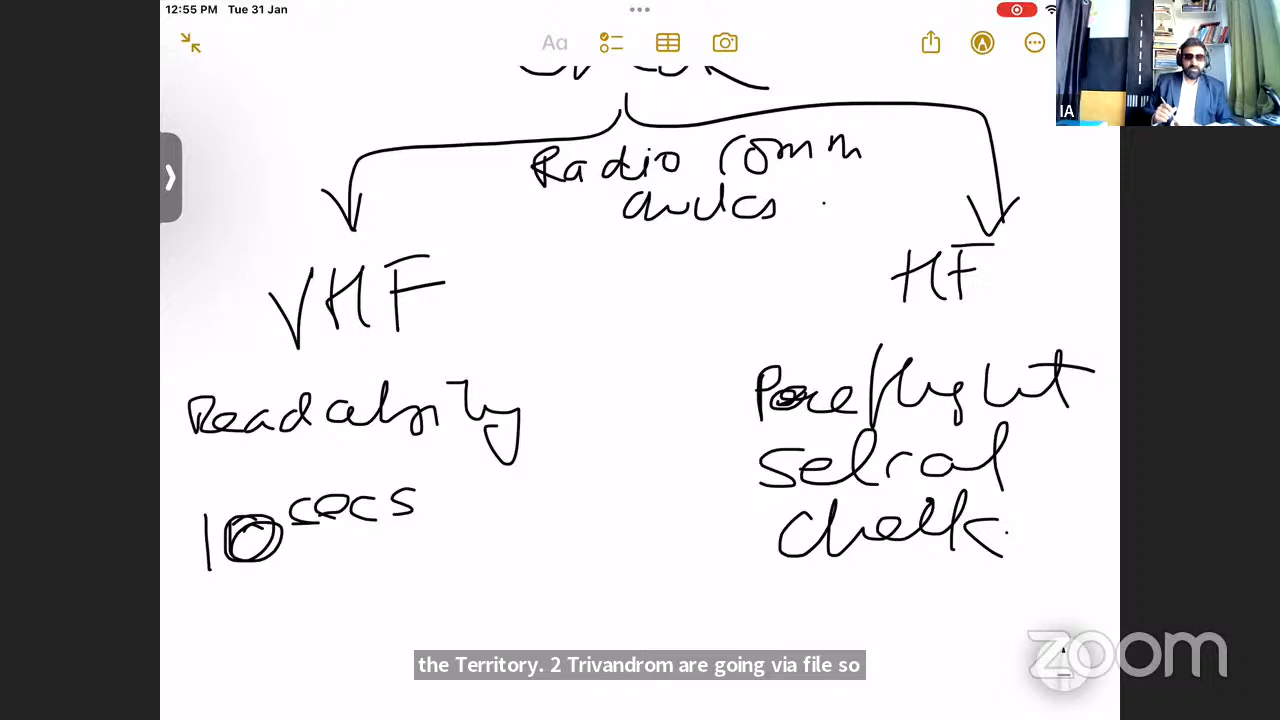 12:55 PM Tue 31 Jan
Aa
IA
Radio comm
checks .
VHF
HF
Readability
Preflight
10 secs
selcal
check.
the Territory. 2 Trivandrom are going via file so
zoom